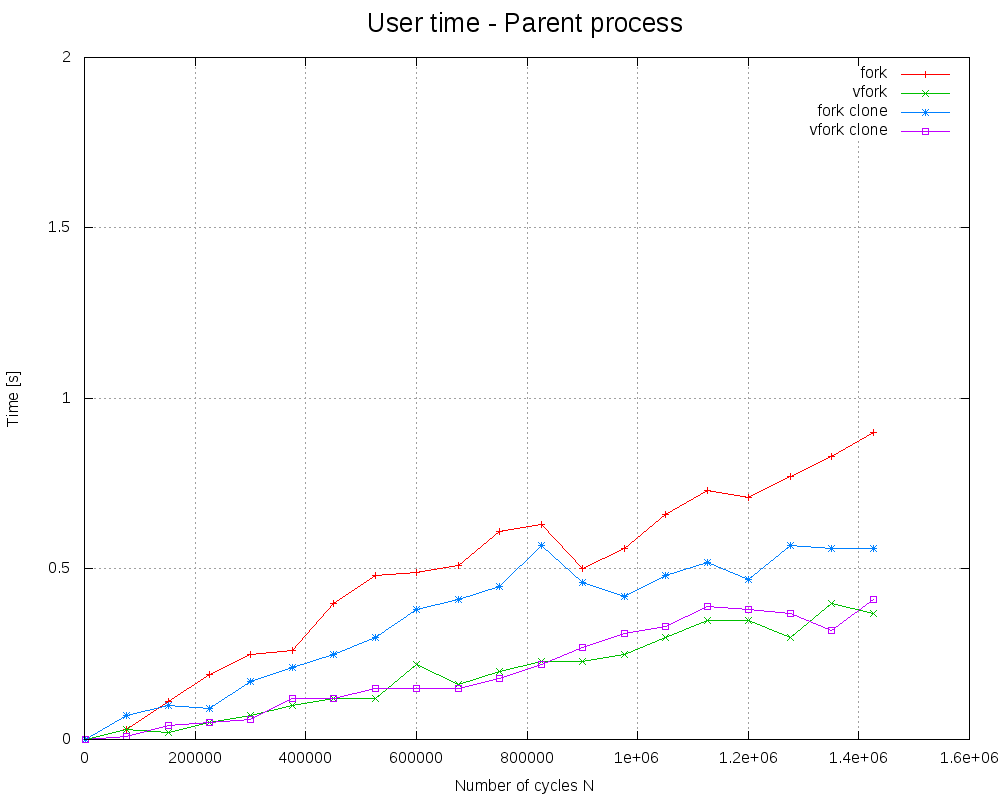 User time - Parent process
2
1.5
1
0.5
0
Time [s]
fork
vfork
fork clone
vfork clone
0 200000 400000 600000 800000 1e+06 1.2e+06 1.4e+06 1.6e+06
Number of cycles N